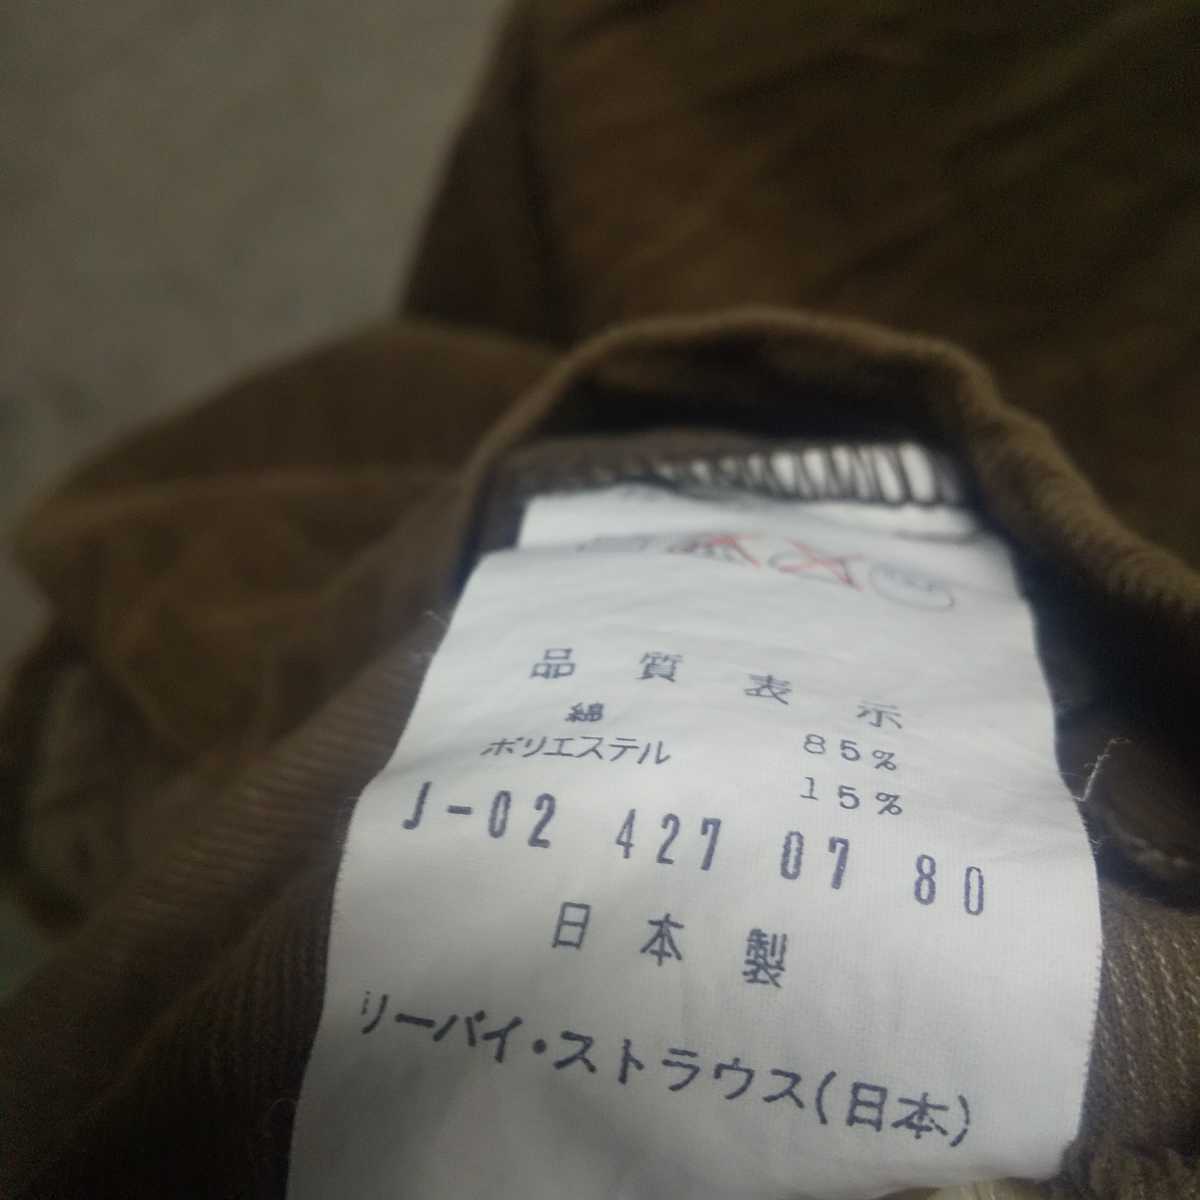 品質表示
綿 85%
ポリエステル 15%
J-02 427 07 80
日本製
リーバイ・ストラウス(日本)